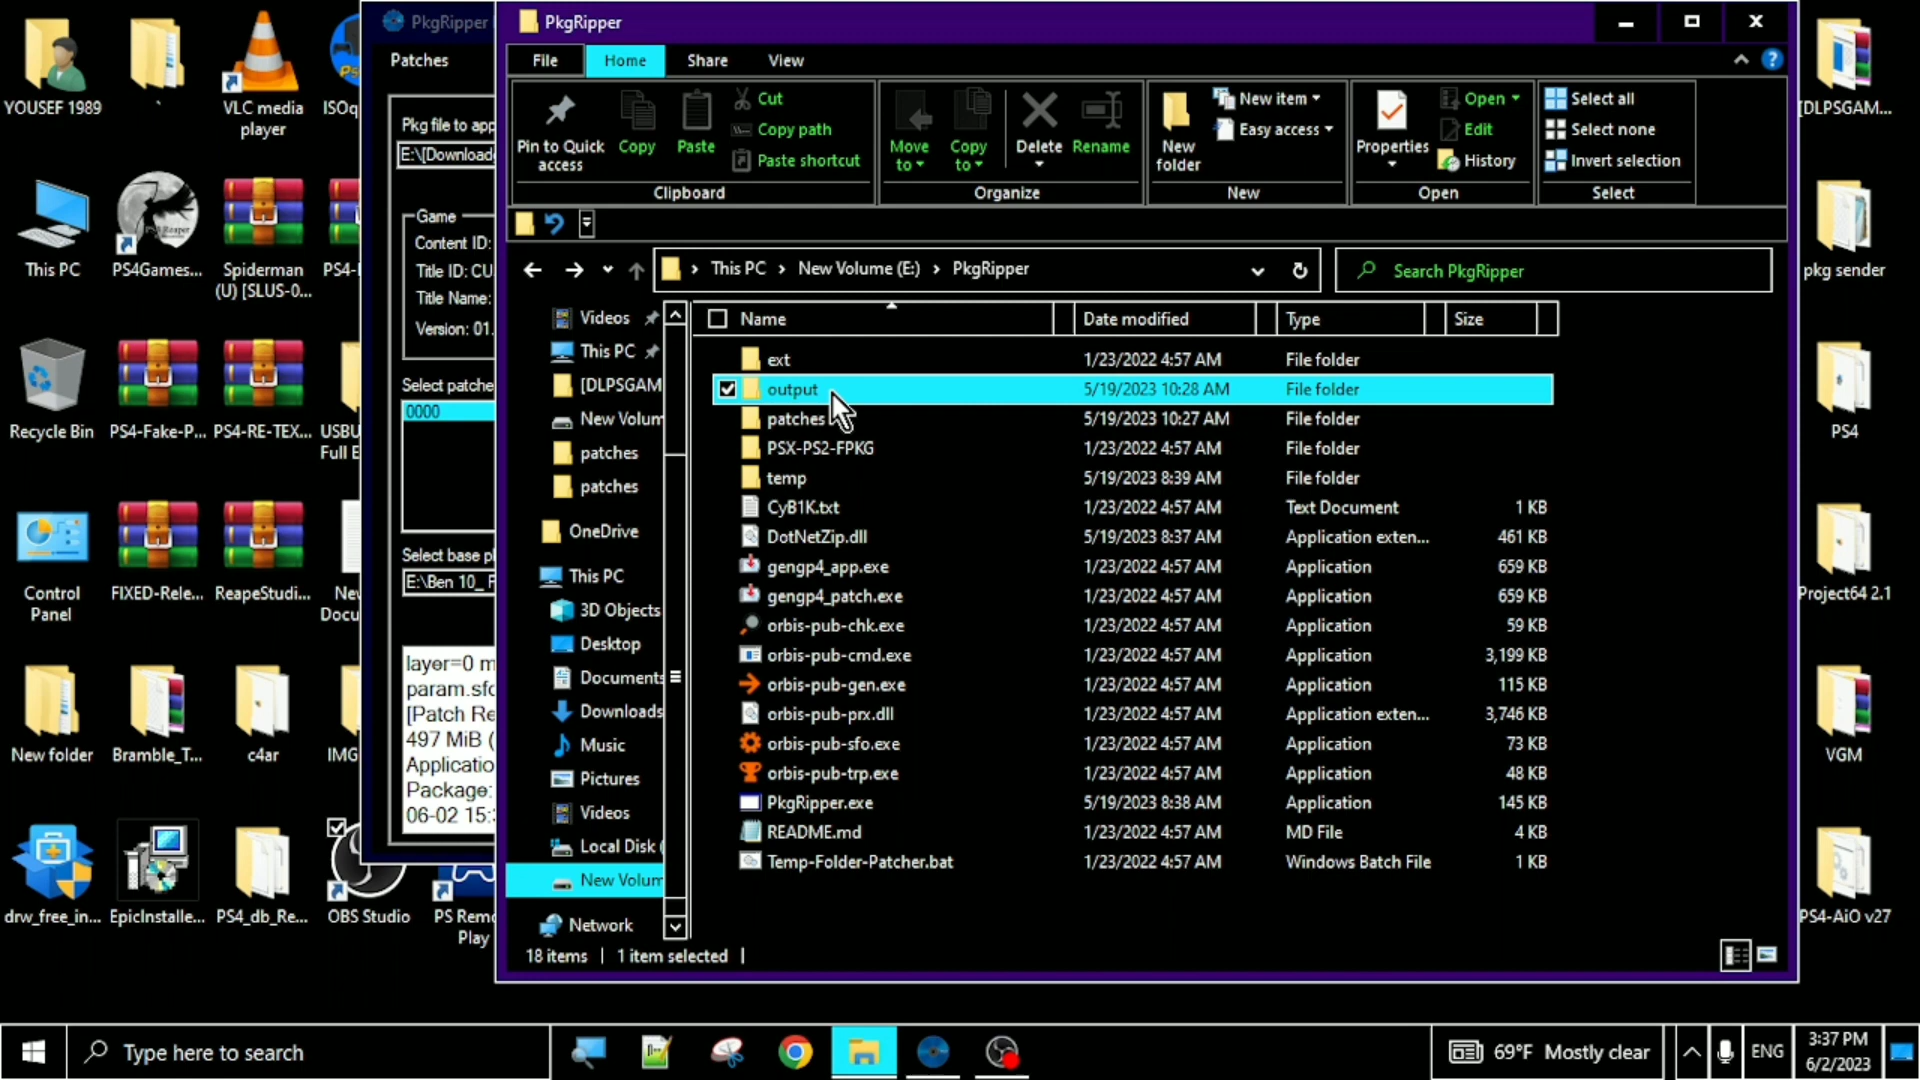 YOUSEF 1989
`
VLC media player
ISOq
This PC
PS4Games...
Spiderman (U) [SLUS-0...
PS4-
Recycle Bin
PS4-Fake-P...
PS4-RE-TEX...
USBU Full E
Control Panel
FIXED-Rele...
ReapeStudi...
New Docu
New folder
Bramble_T...
c4ar
IMG
drw_free_in...
EpicInstalle...
PS4_db_Re...
OBS Studio
PS Remo Play
PkgRipper
Patches
Pkg file to app
E:\[Download
Game
Content ID:
Title ID: CU
Title Name:
Version: 01.
Select patche
0000
Select base p
E:\Ben 10_ F
layer=0 m
param.sfo
[Patch Re
497 MiB (
Applicatio
Package:
06-02 15:3
PkgRipper
File
Home
Share
View
Pin to Quick access
Copy
Paste
Cut
Copy path
Paste shortcut
Clipboard
Move to
Copy to
Delete
Rename
Organize
New folder
New item
Easy access
New
Properties
Open
Edit
History
Open
Select all
Select none
Invert selection
Select
This PC
New Volume (E:)
PkgRipper
Search PkgRipper
Videos
This PC
[DLPSGAM
New Volum
patches
patches
OneDrive
This PC
3D Objects
Desktop
Documents
Downloads
Music
Pictures
Videos
Local Disk (
New Volum
Network
Name Date modified Type Size
ext 1/23/2022 4:57 AM File folder
output 5/19/2023 10:28 AM File folder
patches 5/19/2023 10:27 AM File folder
PSX-PS2-FPKG 1/23/2022 4:57 AM File folder
temp 5/19/2023 8:39 AM File folder
CyB1K.txt 1/23/2022 4:57 AM Text Document 1 KB
DotNetZip.dll 5/19/2023 8:37 AM Application exten... 461 KB
gengp4_app.exe 1/23/2022 4:57 AM Application 659 KB
gengp4_patch.exe 1/23/2022 4:57 AM Application 659 KB
orbis-pub-chk.exe 1/23/2022 4:57 AM Application 59 KB
orbis-pub-cmd.exe 1/23/2022 4:57 AM Application 3,199 KB
orbis-pub-gen.exe 1/23/2022 4:57 AM Application 115 KB
orbis-pub-prx.dll 1/23/2022 4:57 AM Application exten... 3,746 KB
orbis-pub-sfo.exe 1/23/2022 4:57 AM Application 73 KB
orbis-pub-trp.exe 1/23/2022 4:57 AM Application 48 KB
PkgRipper.exe 5/19/2023 8:38 AM Application 145 KB
README.md 1/23/2022 4:57 AM MD File 4 KB
Temp-Folder-Patcher.bat 1/23/2022 4:57 AM Windows Batch File 1 KB
18 items
1 item selected
[DLPSGAM...
pkg sender
PS4
Project64 2.1
VGM
PS4-AiO v27
Type here to search
69°F Mostly clear
ENG
3:37 PM
6/2/2023